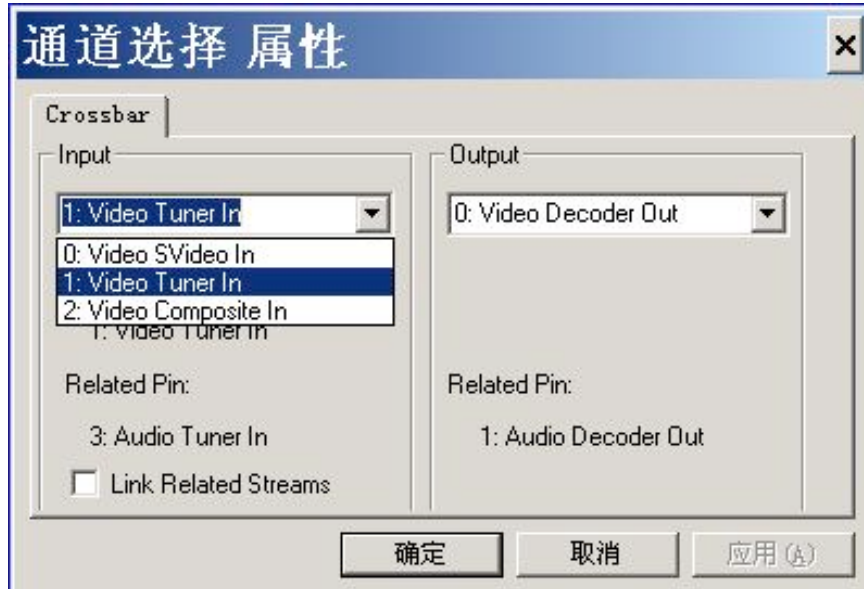 通道选择 属性
Crossbar
Input
1: Video Tuner In
0: Video SVideo In
1: Video Tuner In
2: Video Composite In
1: Video Tuner In
Related Pin:
3: Audio Tuner In
Link Related Streams
Output
0: Video Decoder Out
Related Pin:
1: Audio Decoder Out
确定
取消
应用(A)